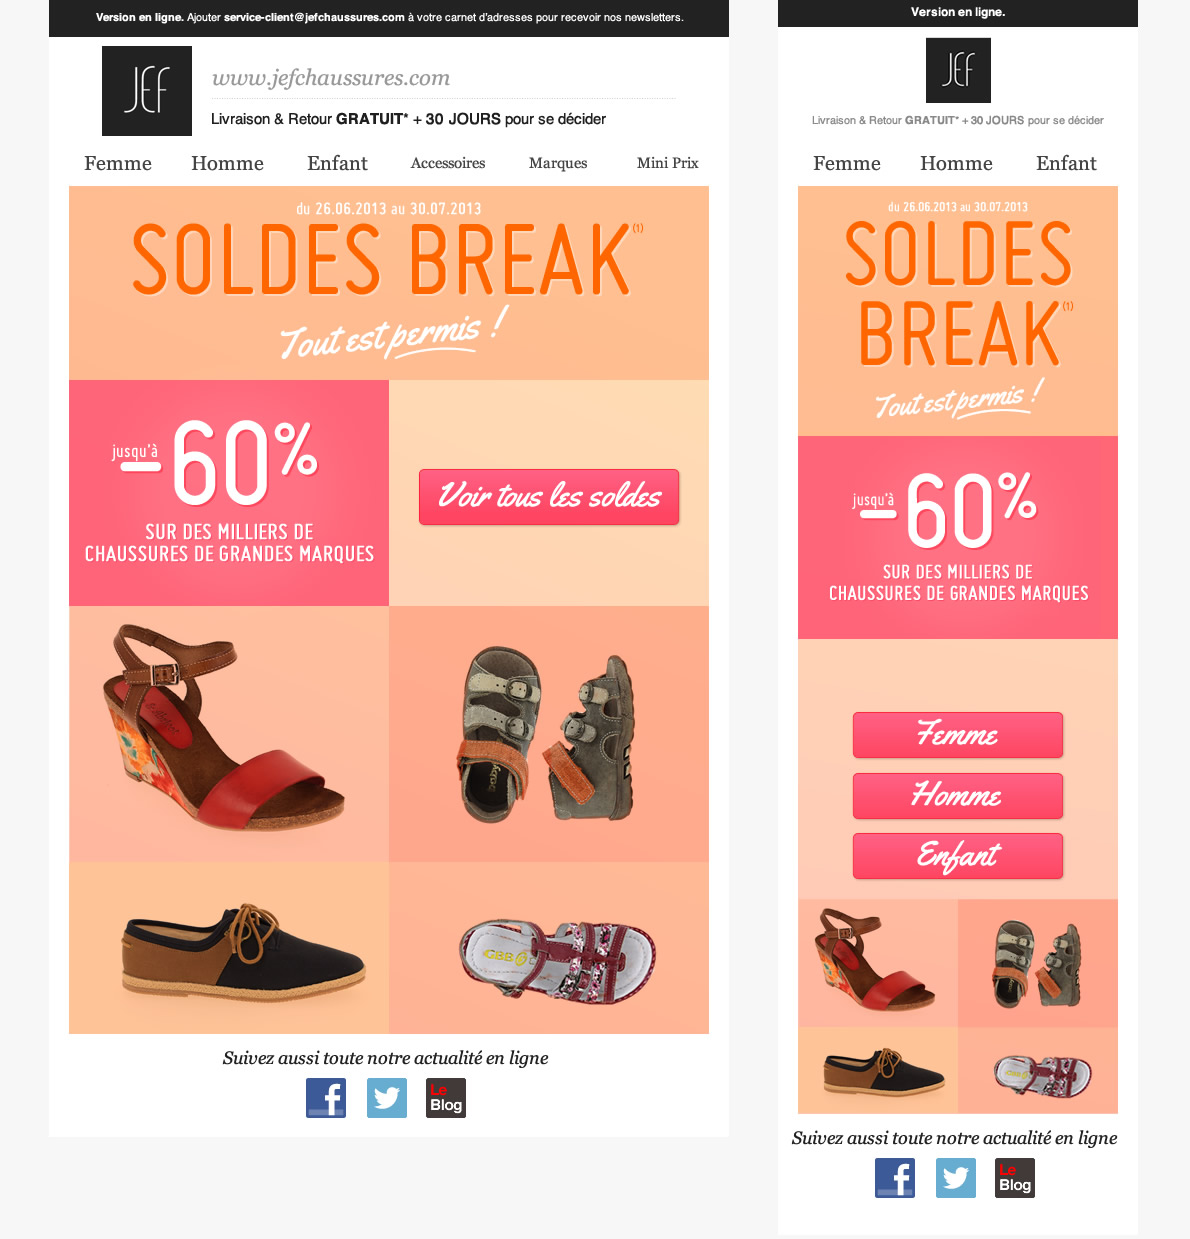 Version en ligne. Ajouter service-client@jefchaussures.com à votre carnet d'adresses pour recevoir nos newsletters.
JEF
www.jefchaussures.com
Livraison & Retour GRATUIT* + 30 JOURS pour se décider
Femme Homme Enfant Accessoires Marques Mini Prix
du 26.06.2013 au 30.07.2013
SOLDES BREAK(1)
Tout est permis !
jusqu'à
-60%
SUR DES MILLIERS DE
CHAUSSURES DE GRANDES MARQUES
Voir tous les soldes
GBB
Suivez aussi toute notre actualité en ligne
f
Le
Blog
Version en ligne.
JEF
Livraison & Retour GRATUIT* + 30 JOURS pour se décider
Femme Homme Enfant
du 26.06.2013 au 30.07.2013
SOLDES
BREAK(1)
Tout est permis !
jusqu'à
-60%
SUR DES MILLIERS DE
CHAUSSURES DE GRANDES MARQUES
Femme
Homme
Enfant
GBB
Suivez aussi toute notre actualité en ligne
f
Le
Blog